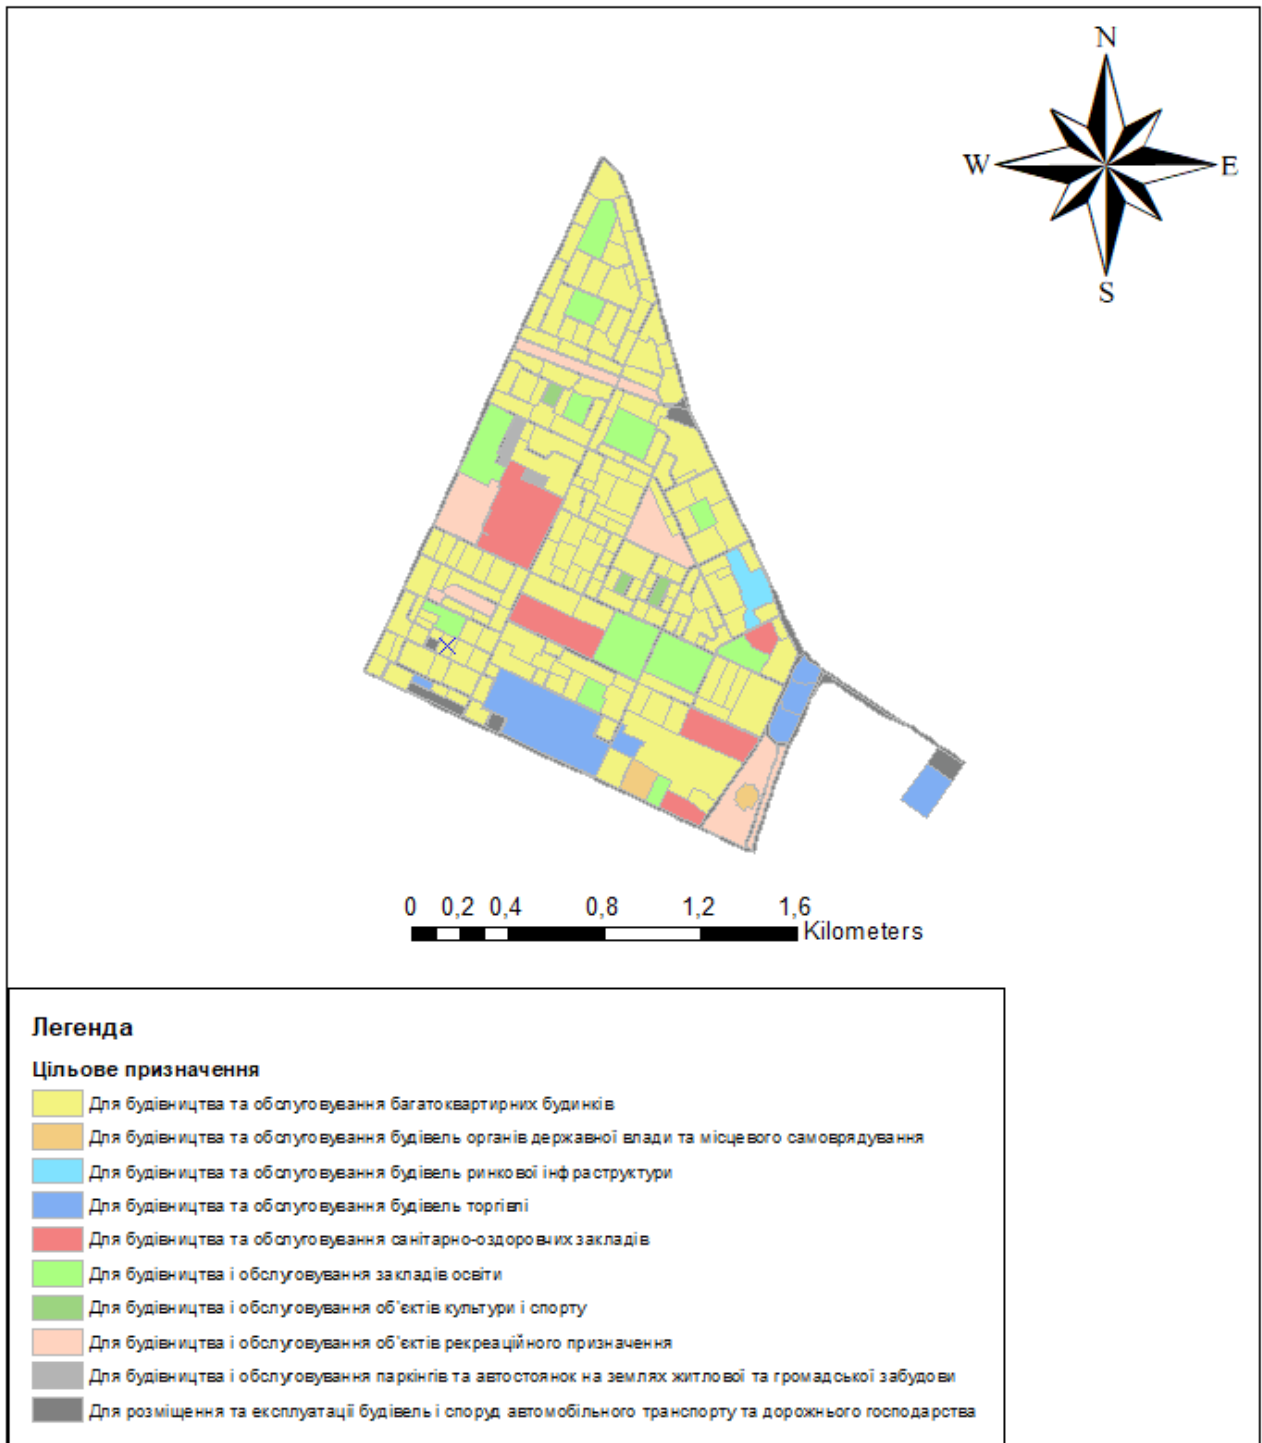 N
W E
S
0 0,2 0,4 0,8 1,2 1,6
Kilometers
Легенда
Цільове призначення
Для будівництва та обслуговування багатоквартирних будинків
Для будівництва та обслуговування будівель органів державної влади та місцевого самоврядування
Для будівництва та обслуговування будівель ринкової інфраструктури
Для будівництва та обслуговування будівель торгівлі
Для будівництва та обслуговування санітарно-оздоровчих закладів
Для будівництва і обслуговування закладів освіти
Для будівництва і обслуговування об'єктів культури і спорту
Для будівництва і обслуговування об'єктів рекреаційного призначення
Для будівництва і обслуговування паркінгів та автостоянок на землях житлової та громадської забудови
Для розміщення та експлуатації будівель і споруд автомобільного транспорту та дорожнього господарства